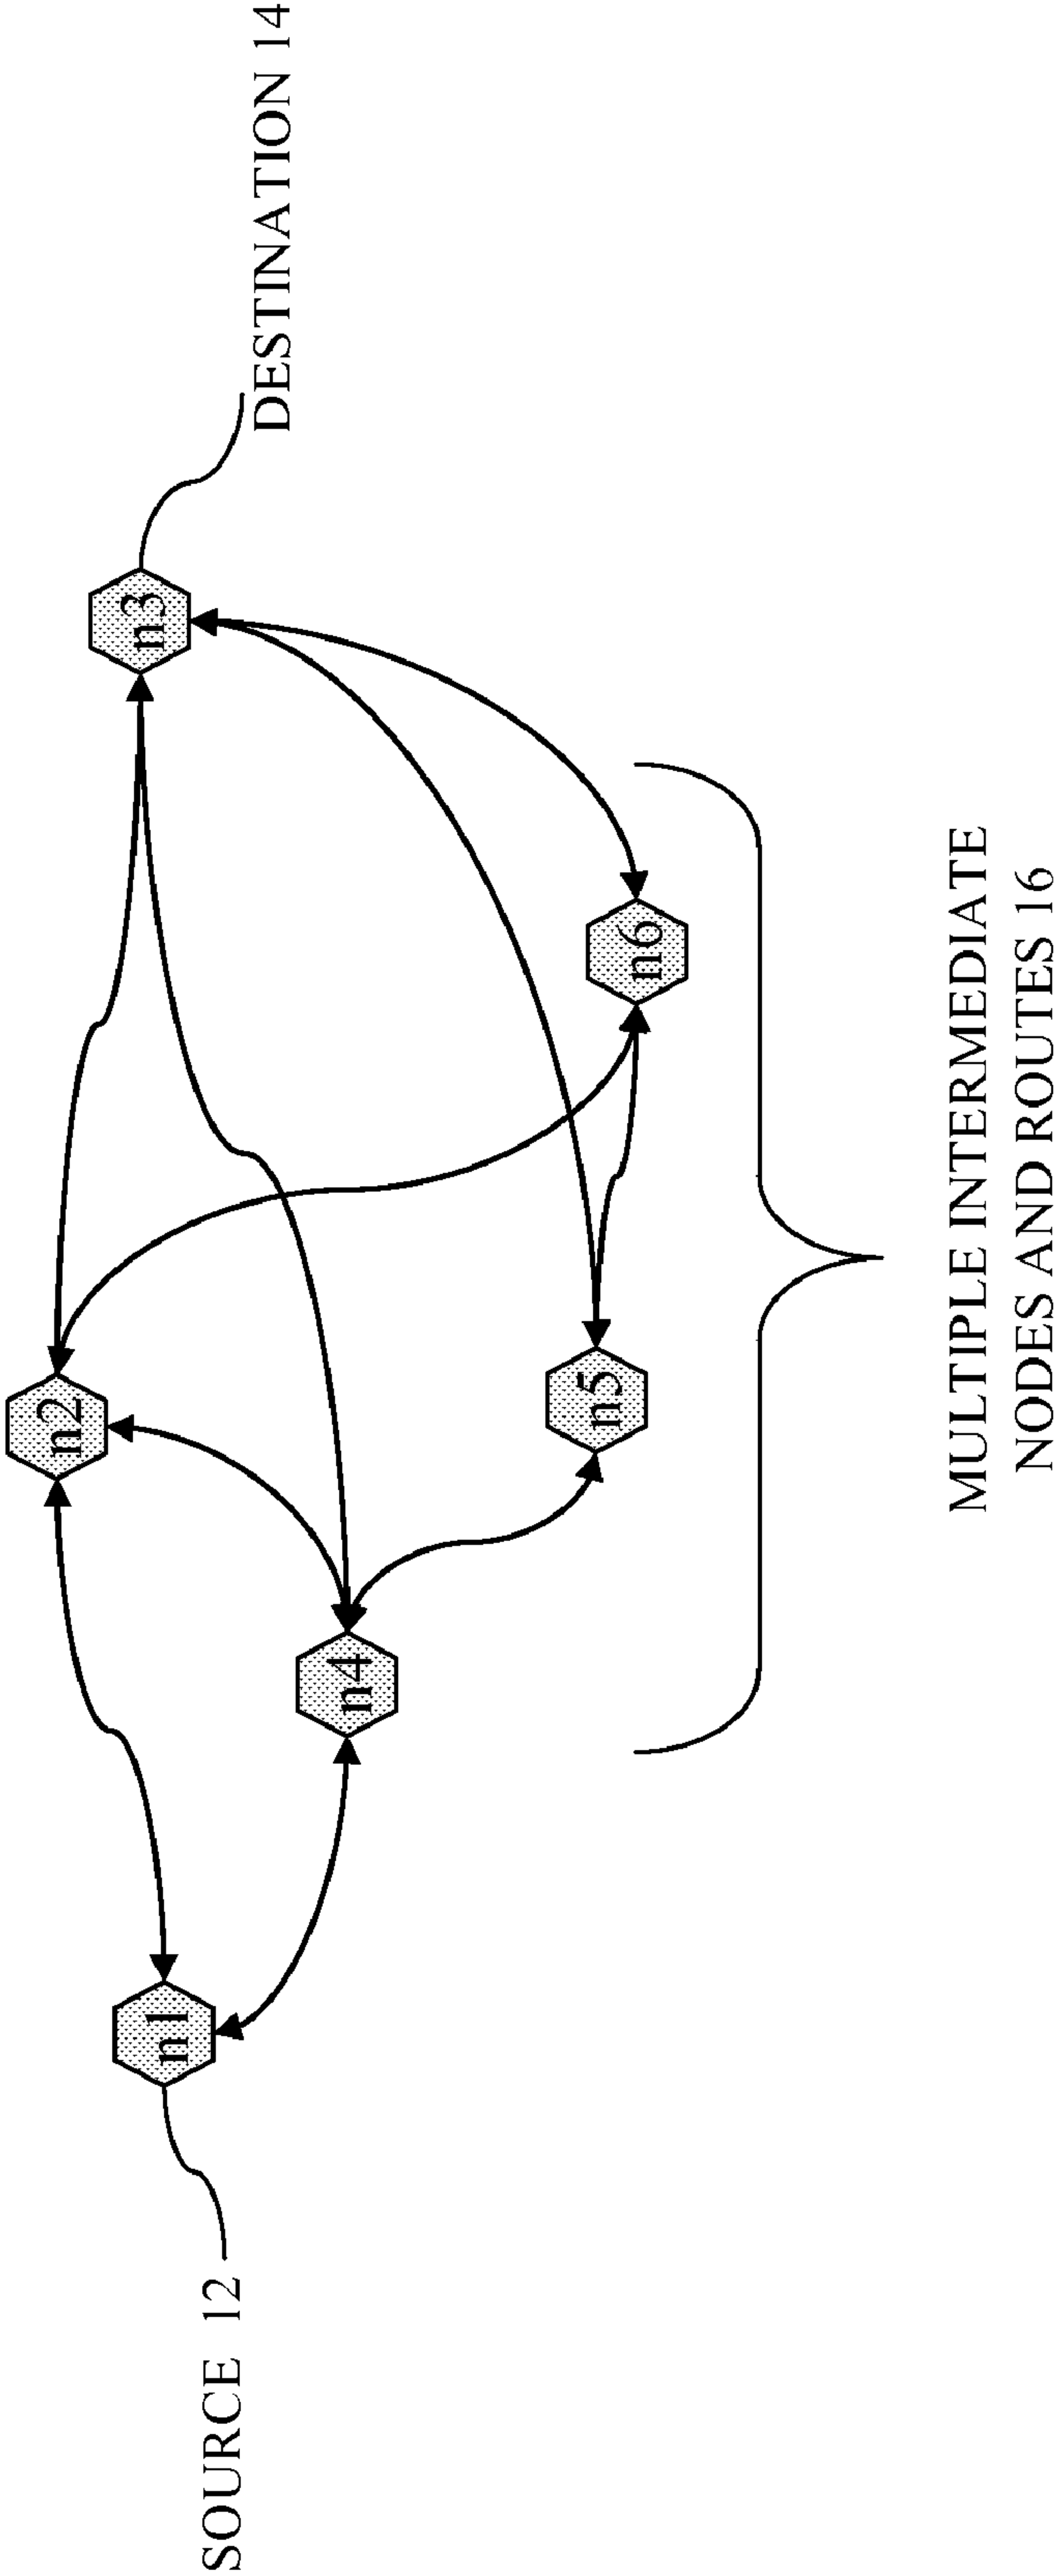 SOURCE 12
n1
n2
n3
DESTINATION 14
n4
n5
n6
MULTIPLE INTERMEDIATE
NODES AND ROUTES 16